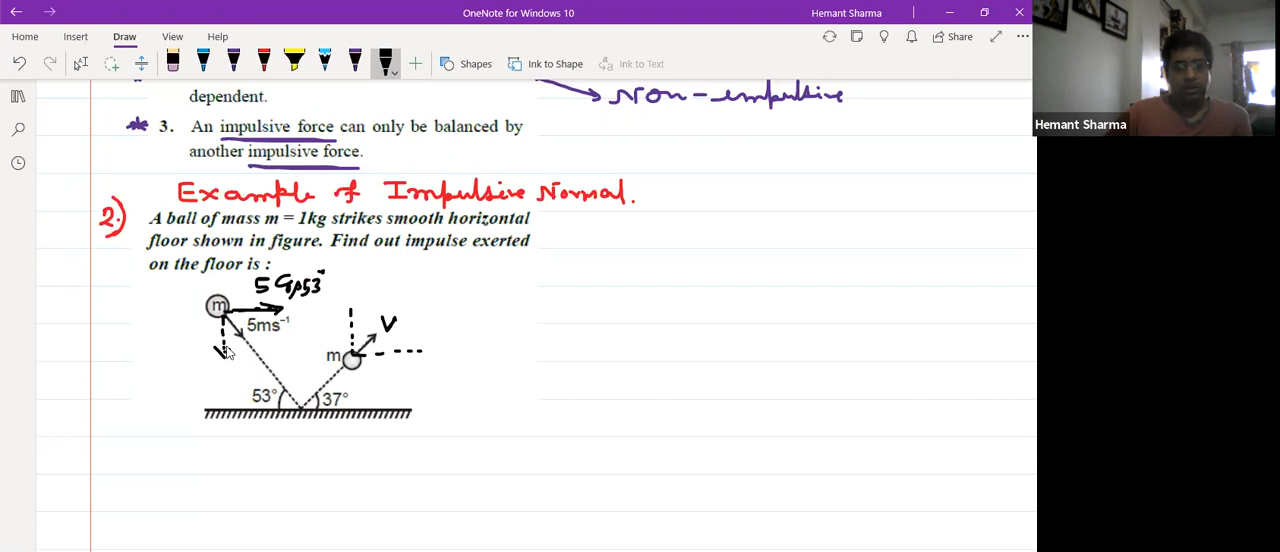 OneNote for Windows 10
Hemant Sharma
Home Insert Draw View Help
Share
Shapes Ink to Shape Ink to Text
dependent.
Non-impulsive
3. An impulsive force can only be balanced by
another impulsive force.
Hemant Sharma
Example of Impulsive Normal.
2.) A ball of mass m = 1kg strikes smooth horizontal
floor shown in figure. Find out impulse exerted
on the floor is :
5 Cos53°
m
5ms⁻¹
V
m
53° 37°